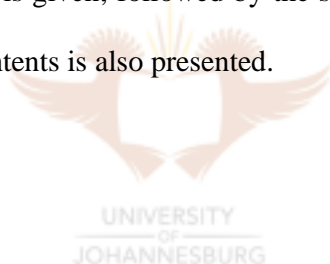 is given, followed by the s
ntents is also presented.
UNIVERSITY
OF
JOHANNESBURG